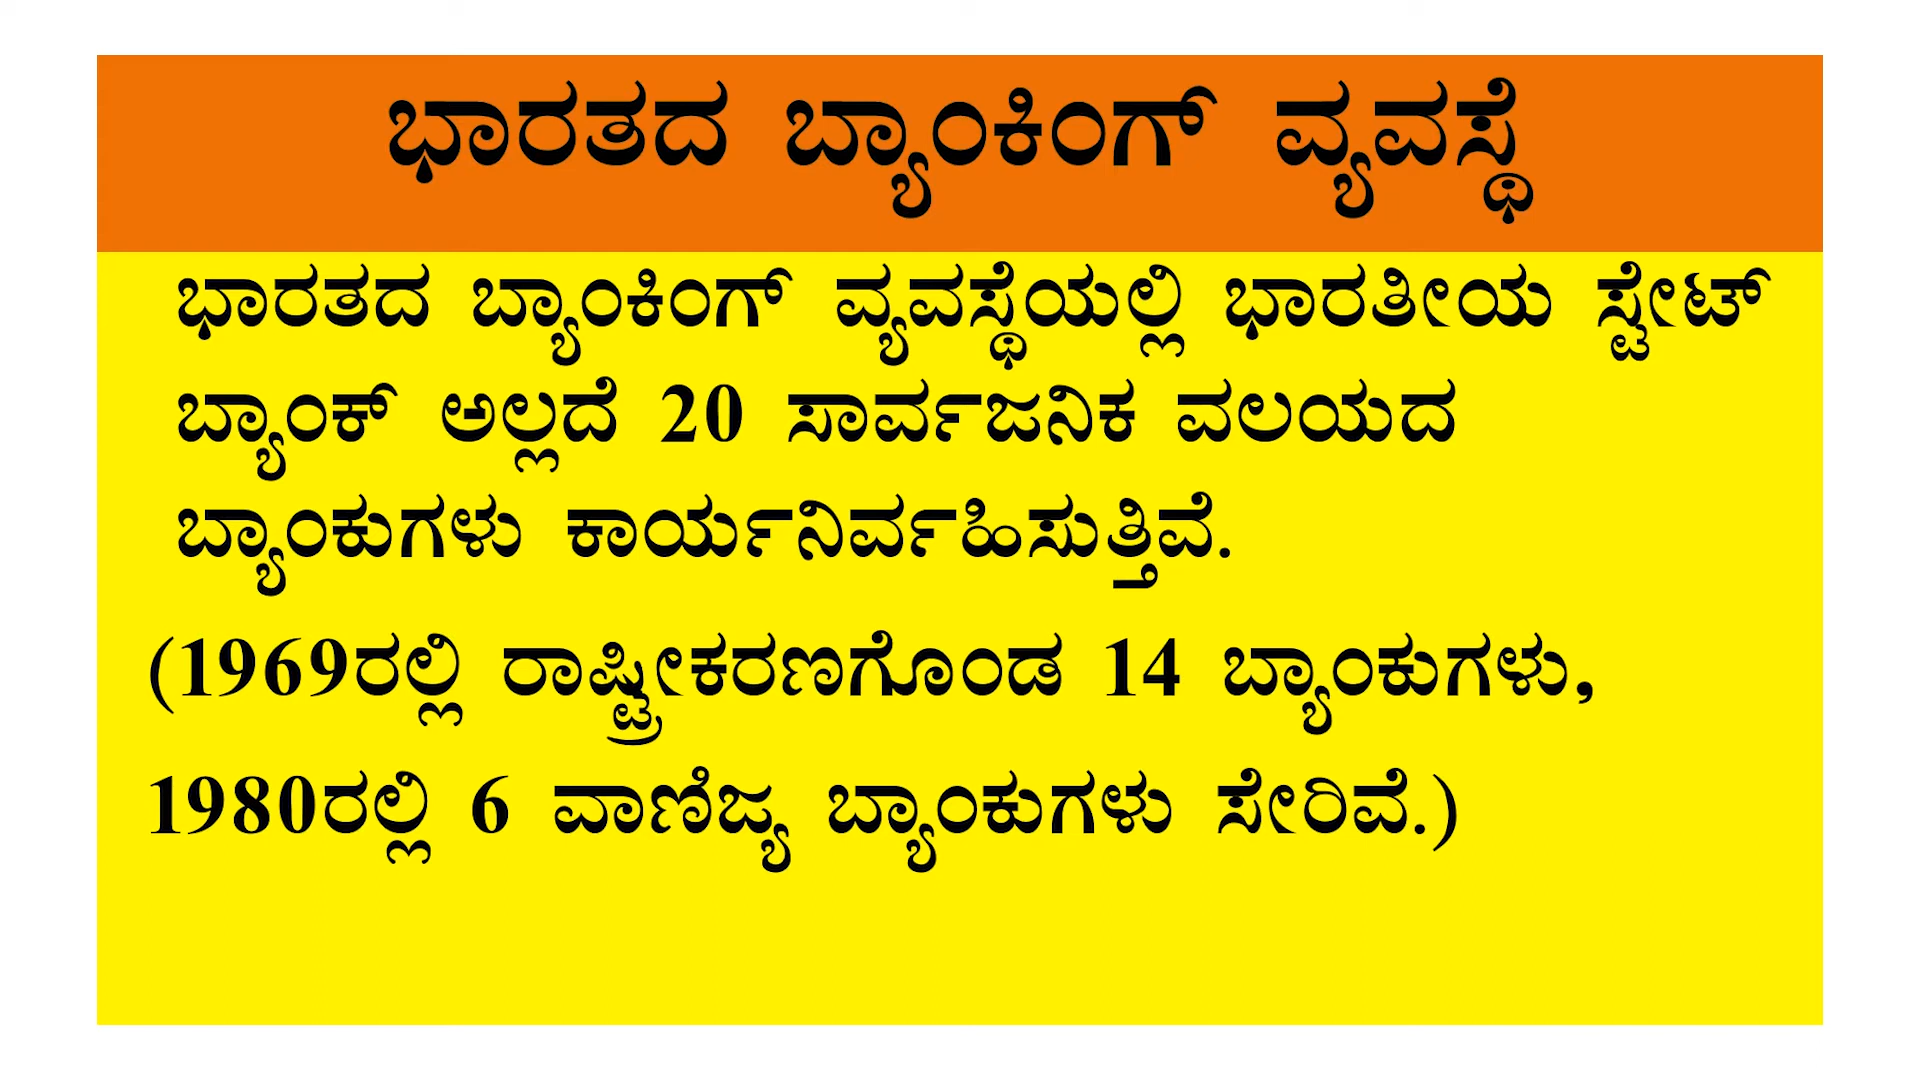 ಭಾರತದ ಬ್ಯಾಂಕಿಂಗ್ ವ್ಯವಸ್ಥೆ
ಭಾರತದ ಬ್ಯಾಂಕಿಂಗ್ ವ್ಯವಸ್ಥೆಯಲ್ಲಿ ಭಾರತೀಯ ಸ್ಟೇಟ್
ಬ್ಯಾಂಕ್ ಅಲ್ಲದೆ 20 ಸಾರ್ವಜನಿಕ ವಲಯದ
ಬ್ಯಾಂಕುಗಳು ಕಾರ್ಯನಿರ್ವಹಿಸುತ್ತಿವೆ.
(1969ರಲ್ಲಿ ರಾಷ್ಟ್ರೀಕರಣಗೊಂಡ 14 ಬ್ಯಾಂಕುಗಳು,
1980ರಲ್ಲಿ 6 ವಾಣಿಜ್ಯ ಬ್ಯಾಂಕುಗಳು ಸೇರಿವೆ.)